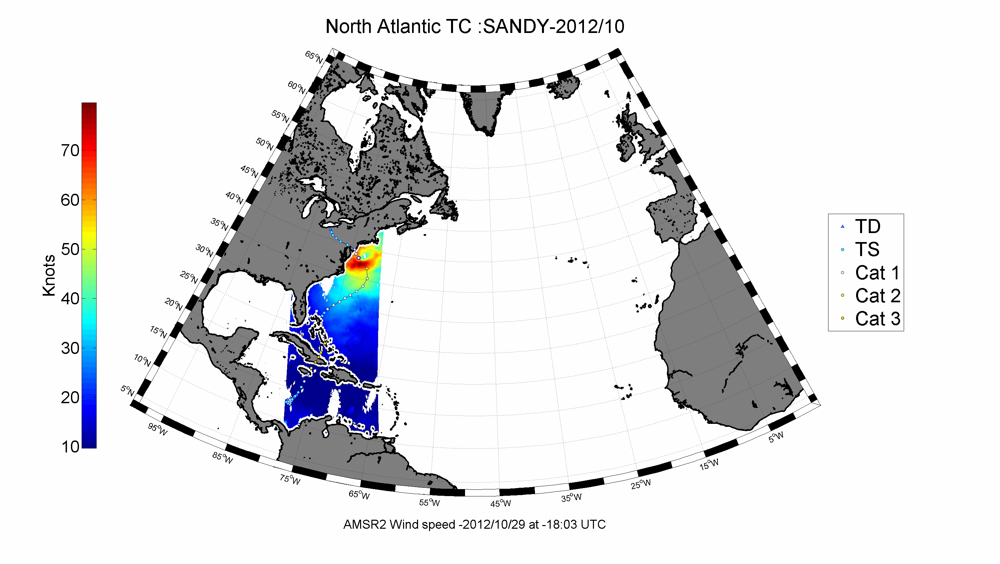 North Atlantic TC :SANDY-2012/10
65°N
60°N
55°N
50°N
45°N
40°N
35°N
30°N
25°N
20°N
15°N
10°N
5°N
95°W
85°W
75°W
65°W
55°W
45°W
35°W
25°W
15°W
5°W
Knots
70
60
50
40
30
20
10
TD
TS
Cat 1
Cat 2
Cat 3
AMSR2 Wind speed -2012/10/29 at -18:03 UTC